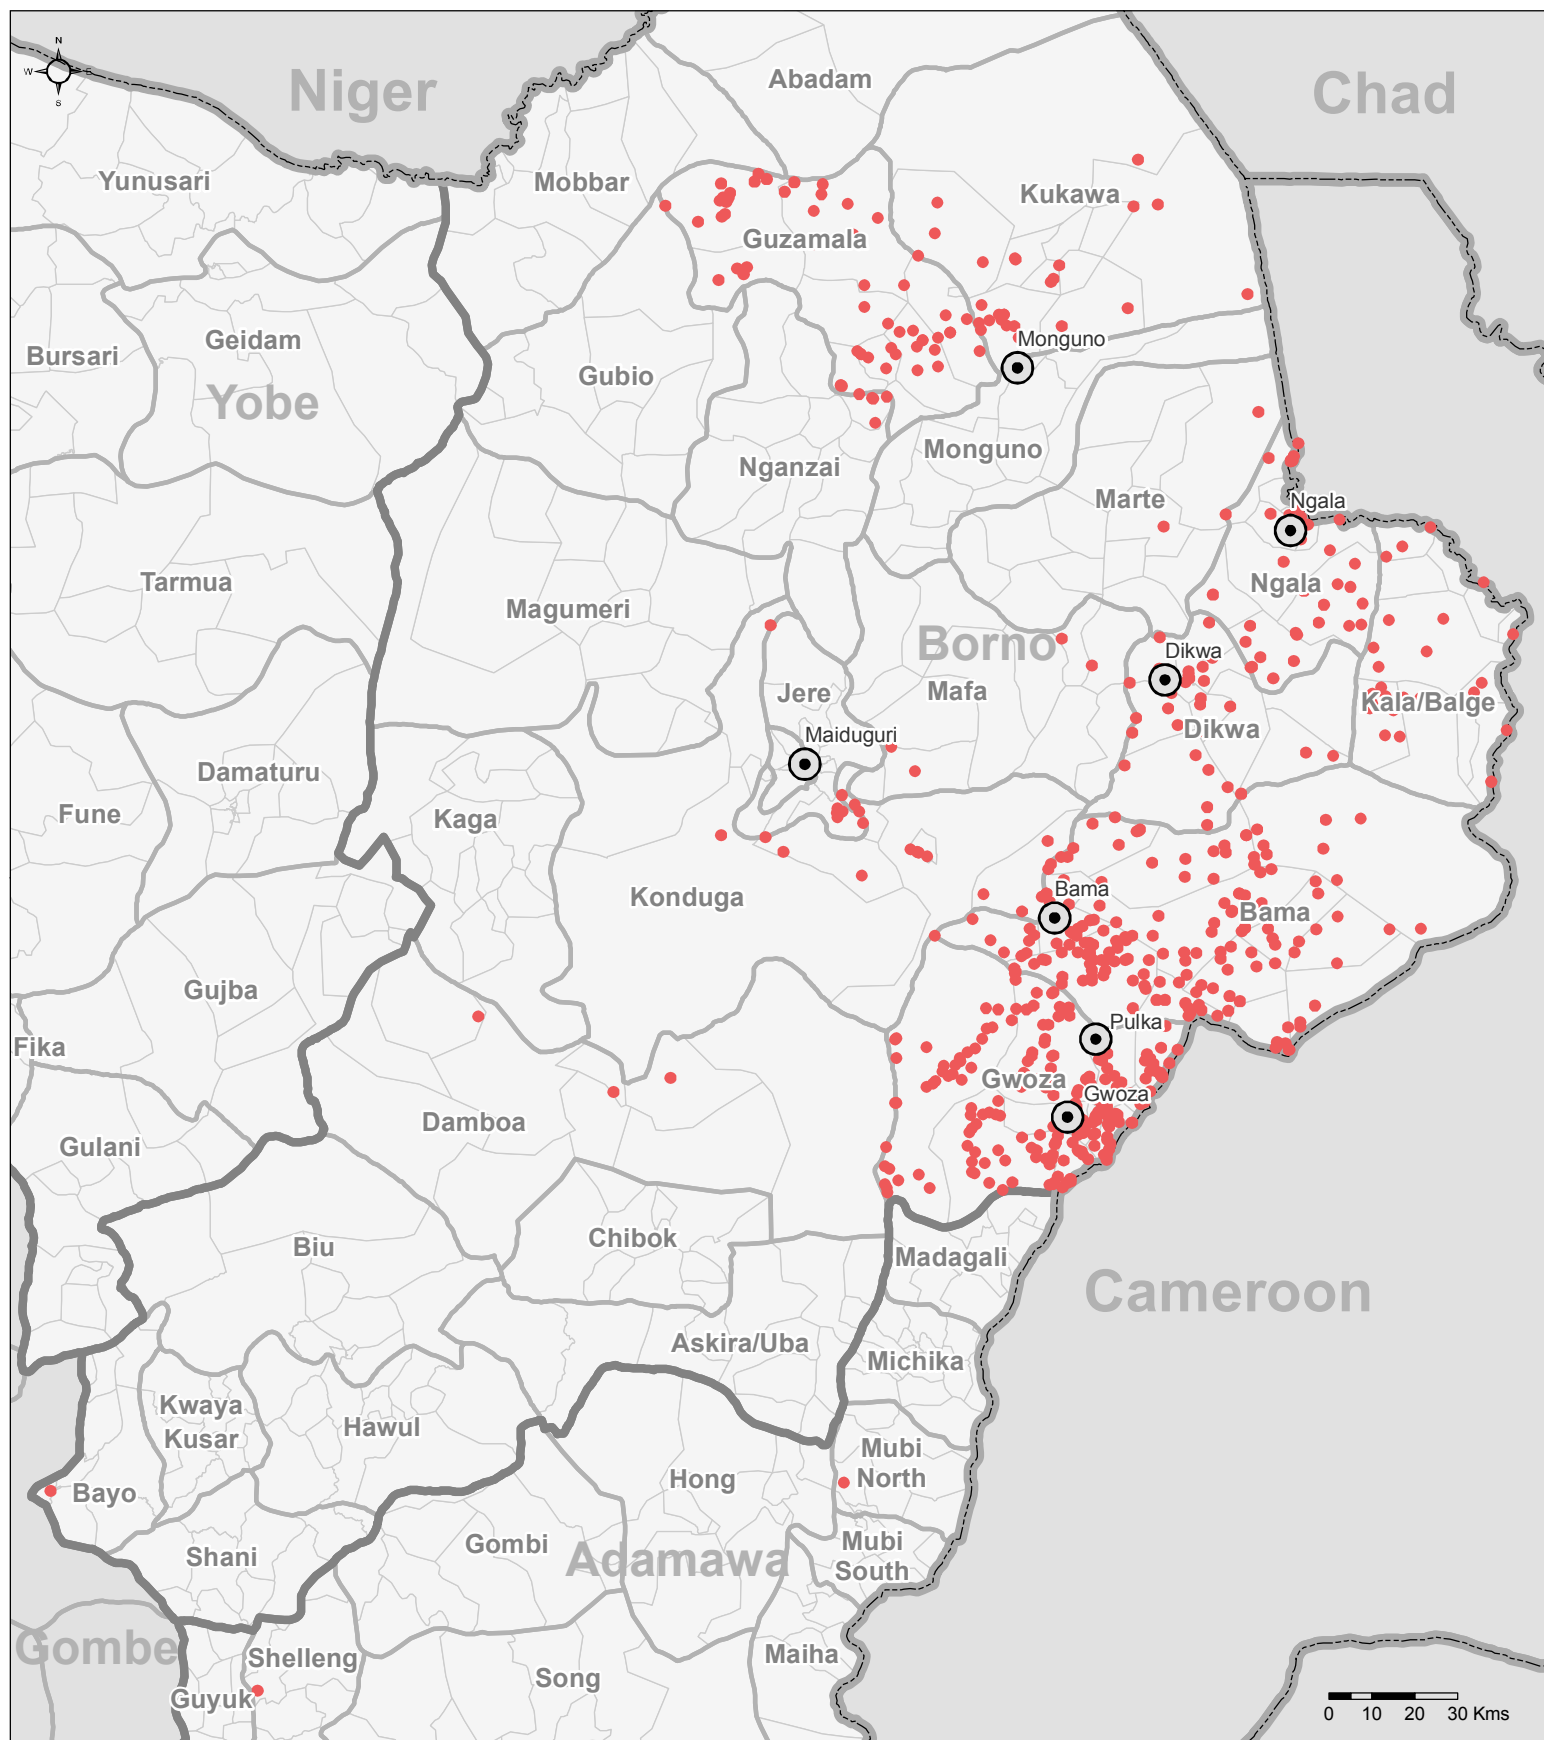 N
W
E
S
Niger
Chad
Abadam
Yunusari
Mobbar
Kukawa
Guzamala
Geidam
Bursari
Yobe
Gubio
Monguno
Nganzai
Monguno
Marte
Ngala
Tarmua
Magumeri
Ngala
Borno
Dikwa
Jere
Mafa
Kala/Balge
Dikwa
Maiduguri
Damaturu
Fune
Kaga
Konduga
Bama
Bama
Gujba
Pulka
Fika
Gwoza
Gwoza
Damboa
Gulani
Biu
Chibok
Madagali
Cameroon
Askira/Uba
Michika
Kwaya
Kusar
Hawul
Mubi
North
Hong
Bayo
Gombi
Mubi
South
Shani
Adamawa
Gombe
Shelleng
Maiha
Song
Guyuk
0 10 20 30 Kms